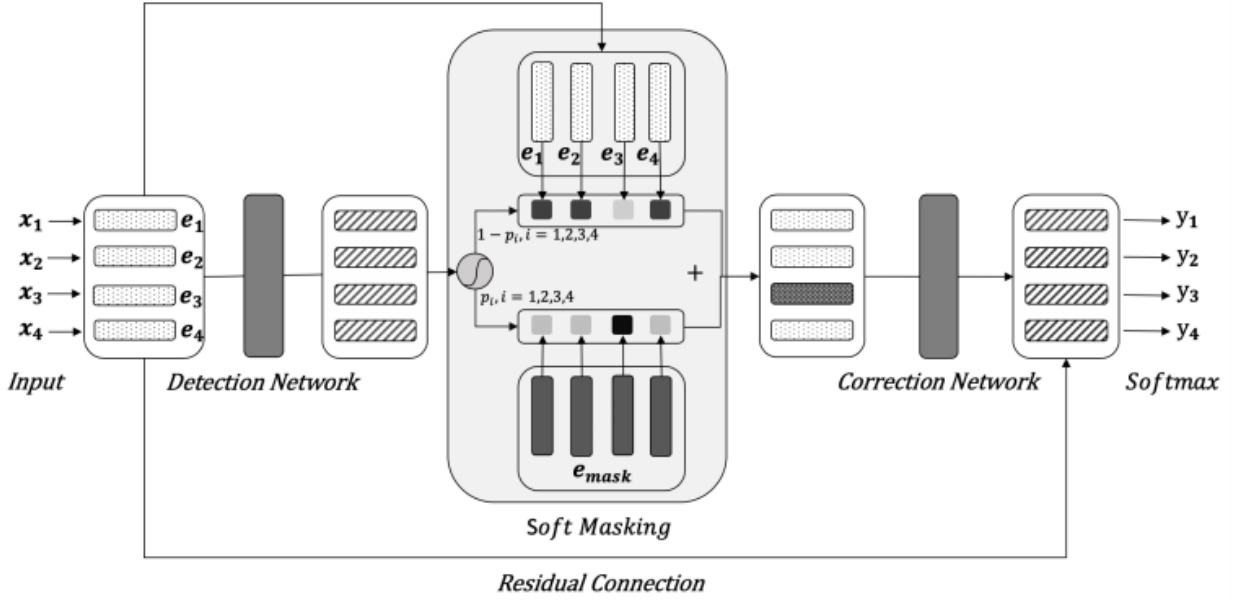 e₁ e₂ e₃ e₄
x₁ e₁
x₂ e₂
x₃ e₃
x₄ e₄
1 − pᵢ, i = 1,2,3,4
+
pᵢ, i = 1,2,3,4
y₁
y₂
y₃
y₄
Input
Detection Network
Correction Network
Softmax
e_mask
Soft Masking
Residual Connection